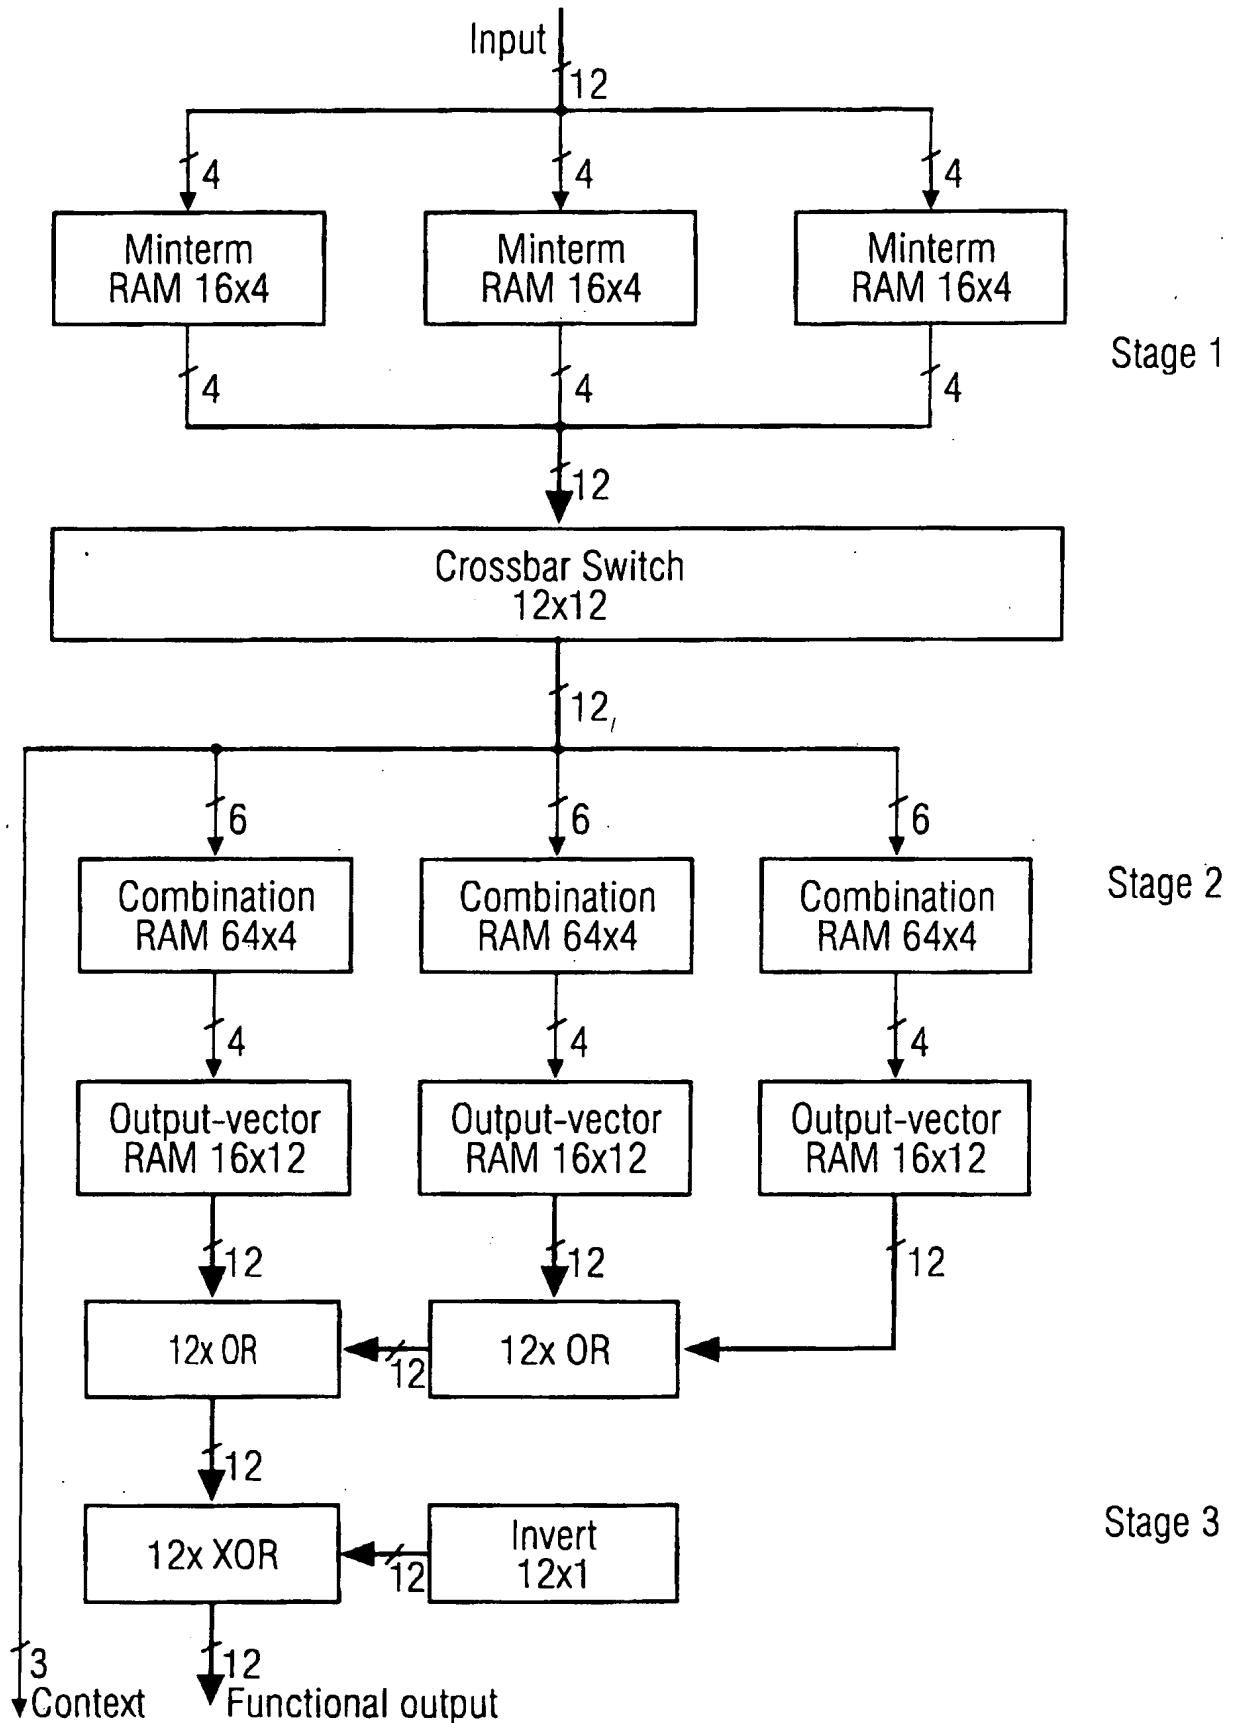 Input
12
4
4
4
Minterm
RAM 16x4
Minterm
RAM 16x4
Minterm
RAM 16x4
Stage 1
4
4
4
12
Crossbar Switch
12x12
12
6
6
6
Combination
RAM 64x4
Combination
RAM 64x4
Combination
RAM 64x4
Stage 2
4
4
4
Output-vector
RAM 16x12
Output-vector
RAM 16x12
Output-vector
RAM 16x12
12
12
12
12x OR
12
12x OR
12
12x XOR
12
Invert
12x1
Stage 3
3
12
Context
Functional output